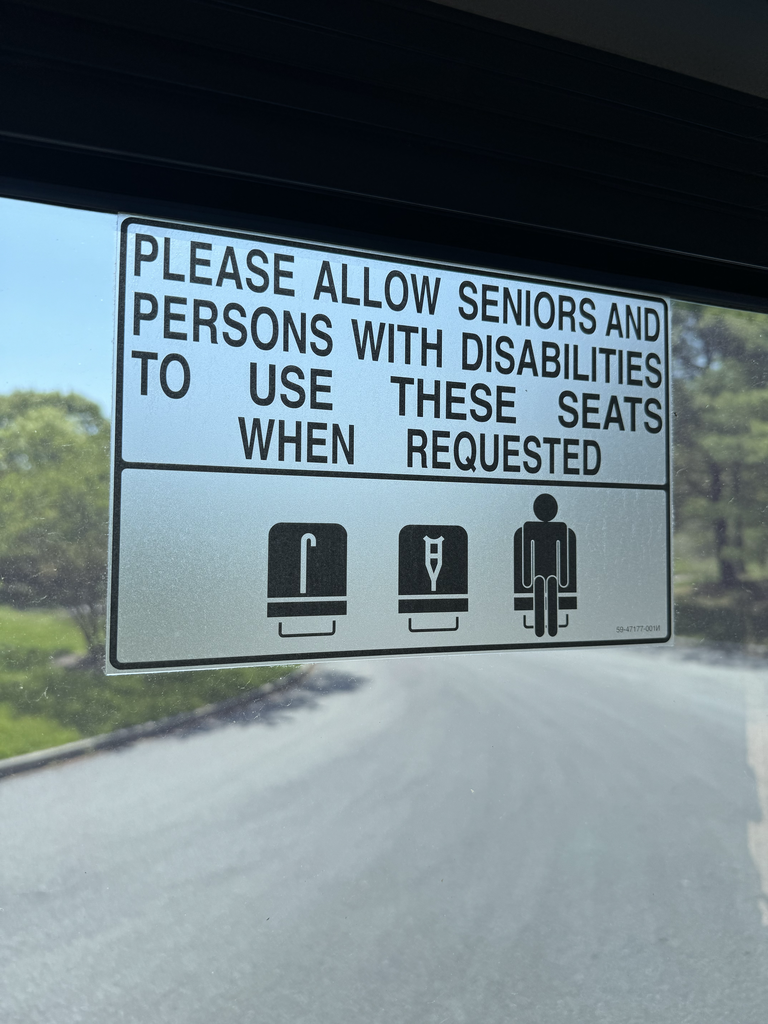 PLEASE ALLOW SENIORS AND
PERSONS WITH DISABILITIES
TO USE THESE SEATS
WHEN REQUESTED